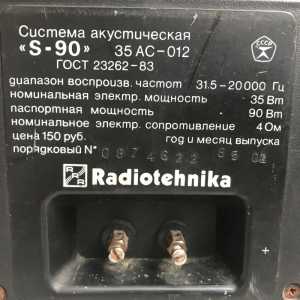 Система акустическая
«S-90» 35 АС-012
ГОСТ 23262-83
диапазон воспроизв. частот 31.5-20000 Гц
номинальная электр. мощность 35 Вт
паспортная мощность 90 Вт
номинальное электр. сопротивление 4 Ом
цена 150 руб. год и месяц выпуска
порядковый N° 0874622
Radiotehnika
СССР